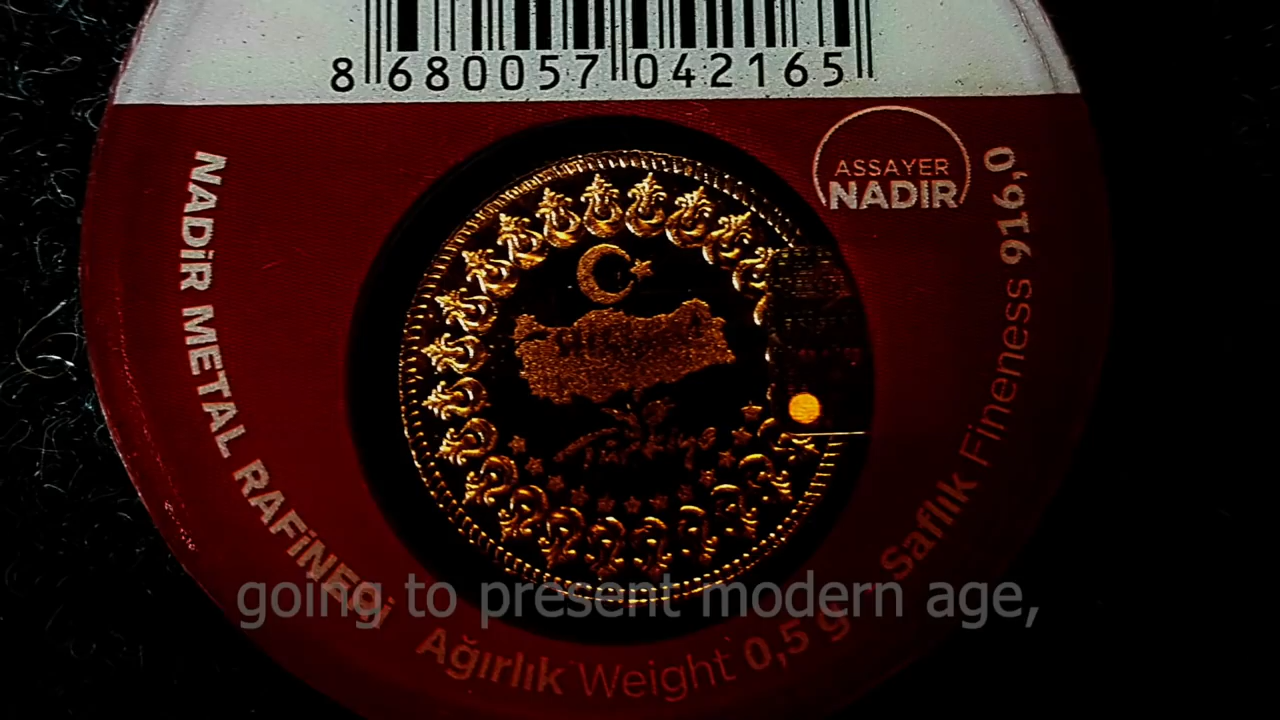 8 680057 042165
ASSAYER
NADIR
NADİR METAL RAFİNERİ
Ağırlık Weight 0,5 g
Saflık Fineness 916,0
Türkiye
going to present modern age,